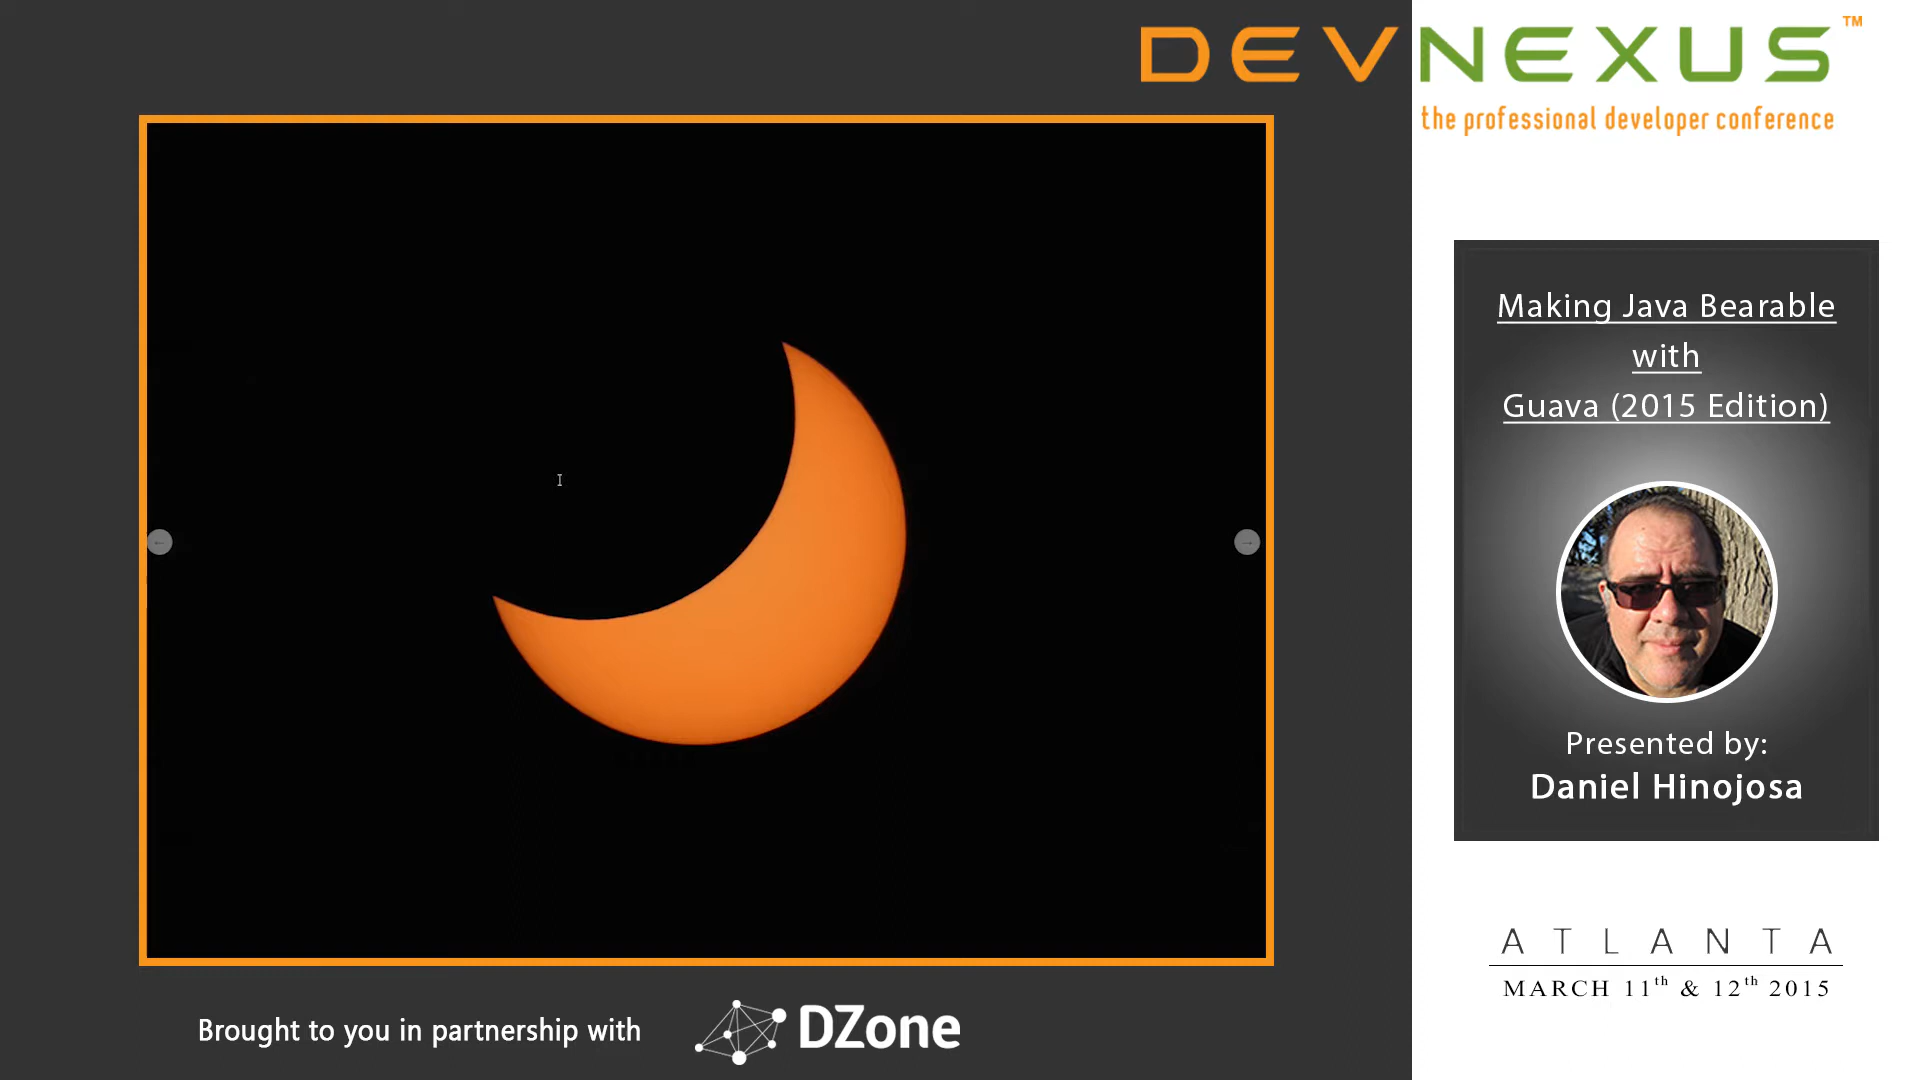 DEVNEXUS™
the professional developer conference
Making Java Bearable
with
Guava (2015 Edition)
Presented by:
Daniel Hinojosa
ATLANTA
MARCH 11th & 12th 2015
Brought to you in partnership with
DZone